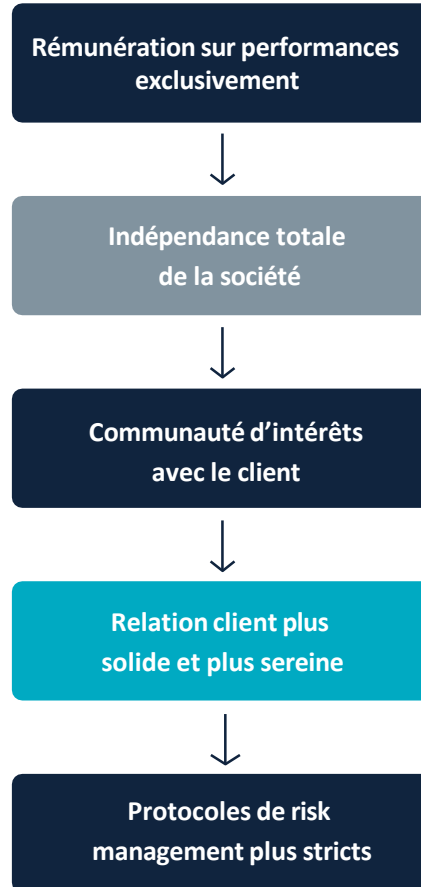 Rémunération sur performances
exclusivement
Indépendance totale
de la société
Communauté d’intérêts
avec le client
Relation client plus
solide et plus sereine
Protocoles de risk
management plus stricts